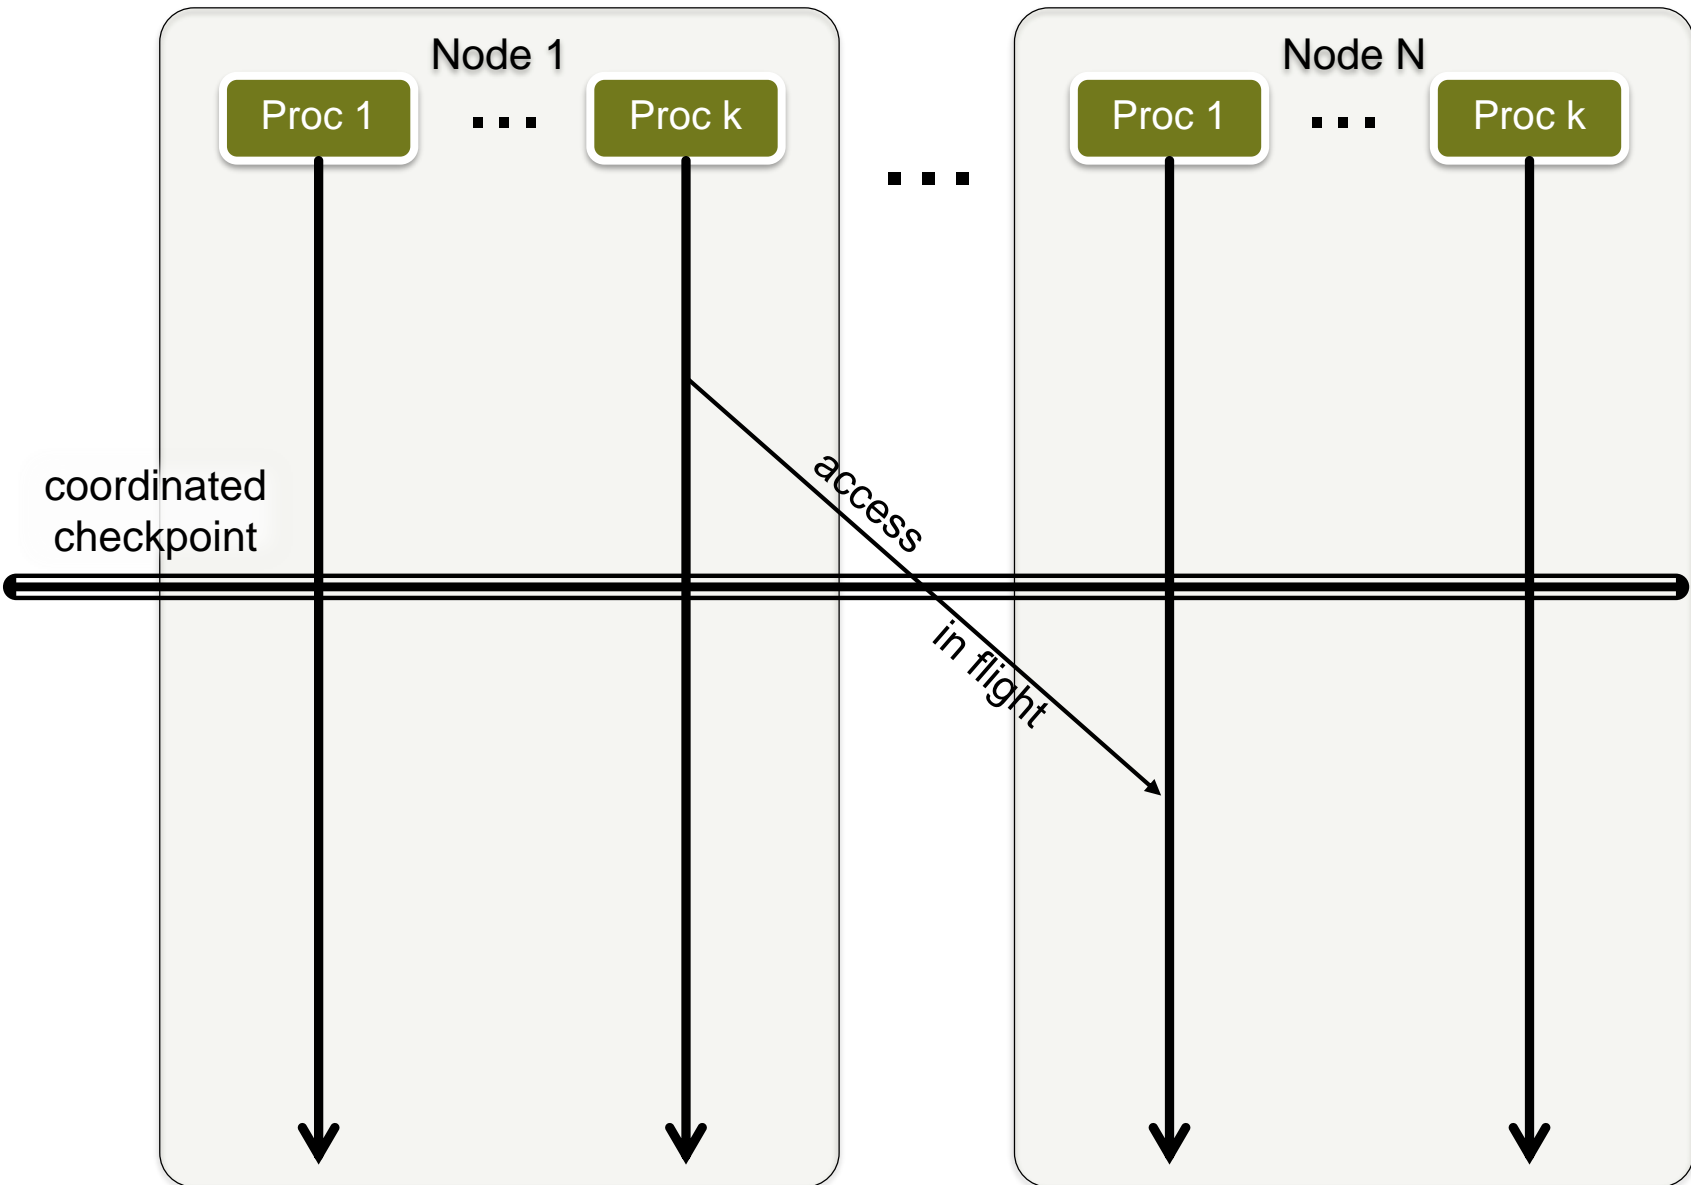 Node 1
Node N
Proc 1
...
Proc k
...
Proc 1
...
Proc k
access
coordinated
checkpoint
in flight